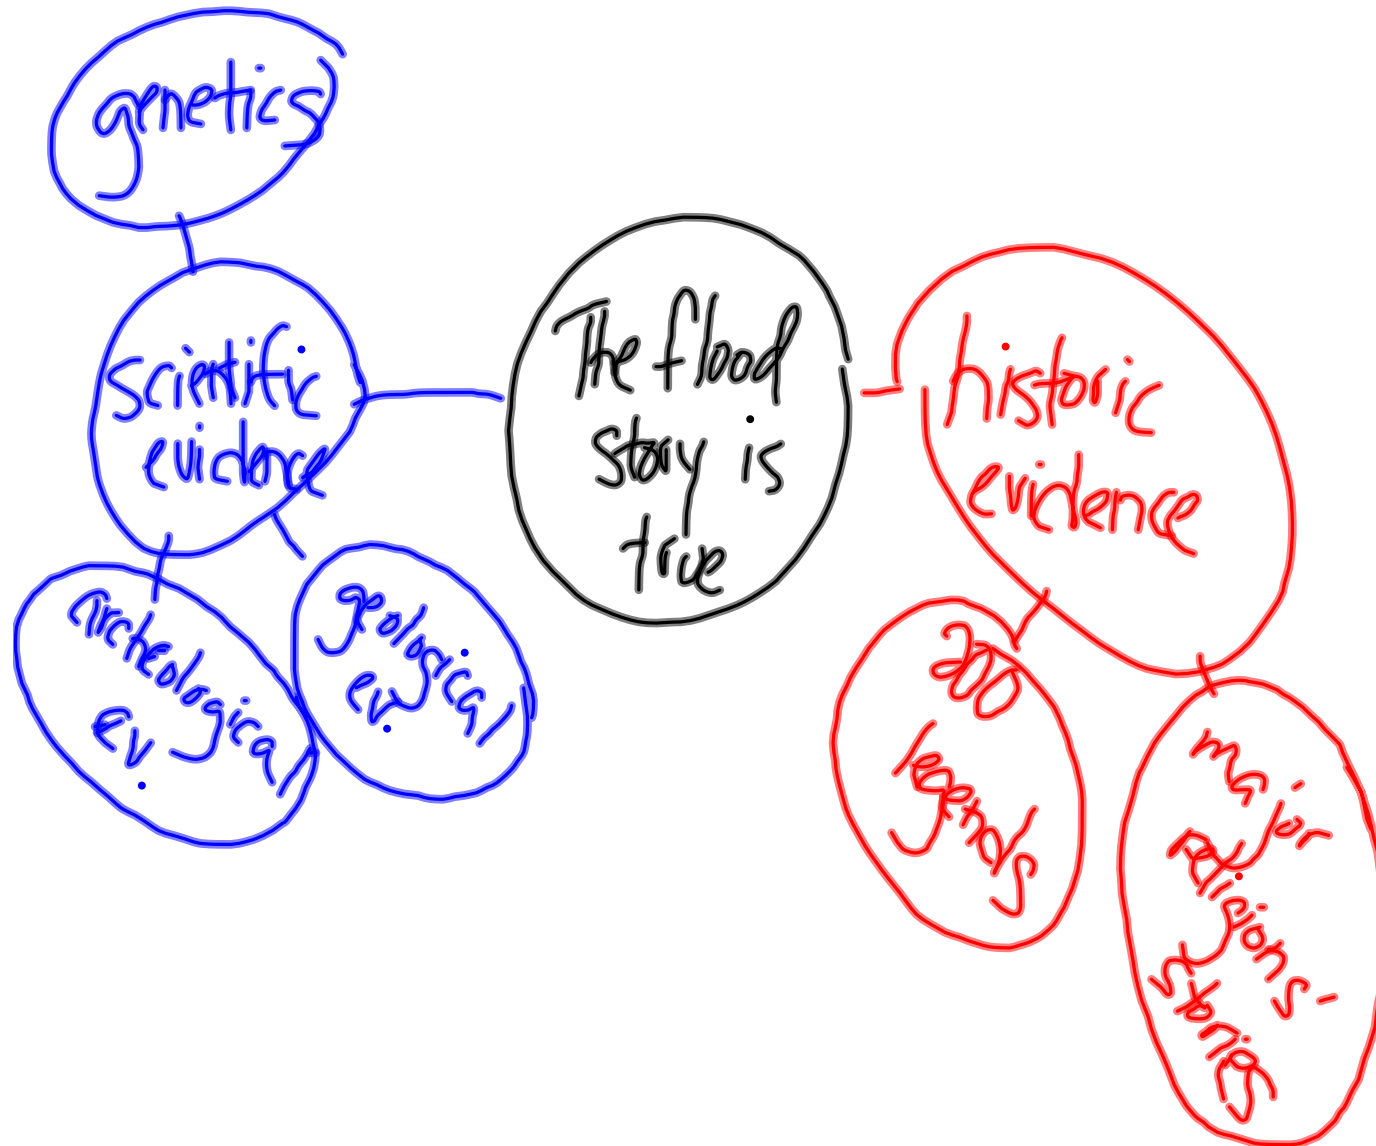 genetics
scientific
evidence
archeological
ev.
geological
ev.
The flood
story is
true
historic
evidence
200
legends
major
religions'
stories